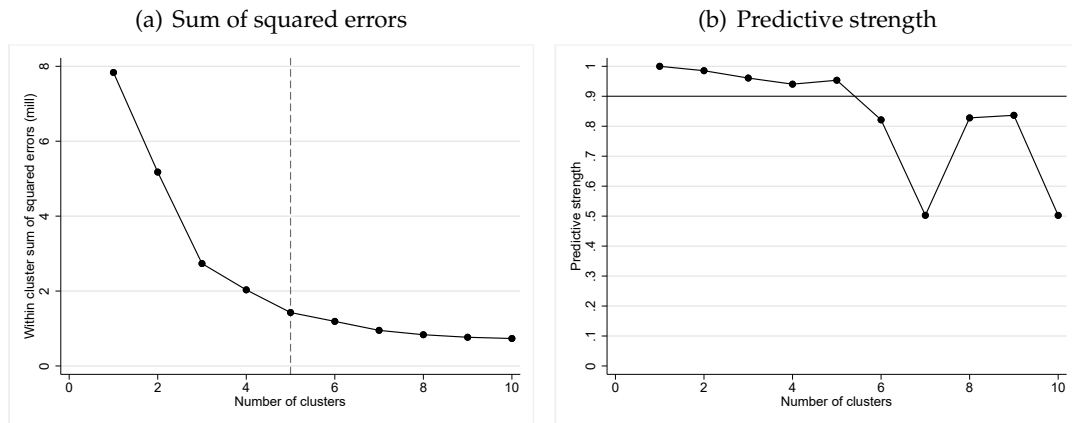 (a) Sum of squared errors
Within cluster sum of squared errors (mill)
8
6
4
2
0
0 2 4 6 8 10
Number of clusters
(b) Predictive strength
Predictive strength
1
.9
.8
.7
.6
.5
.4
.3
.2
.1
0
0 2 4 6 8 10
Number of clusters